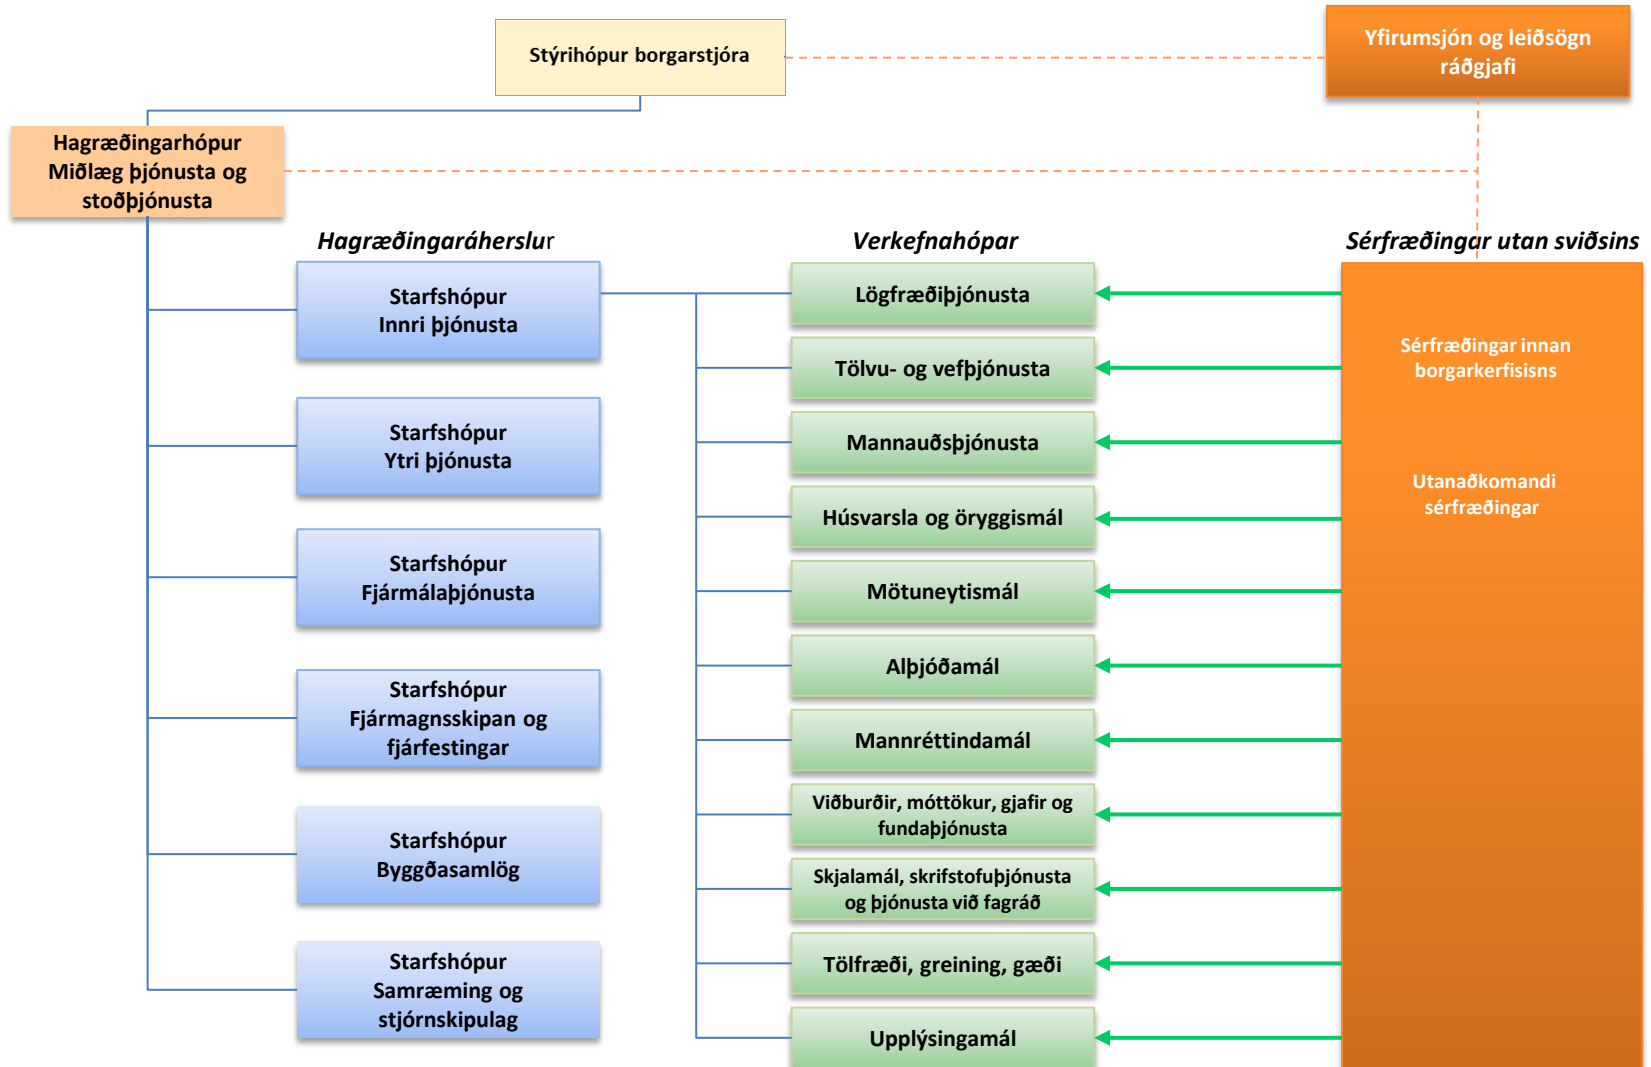 Stýrihópur borgarstjóra
Yfirumsjón og leiðsögn
ráðgjafi
Hagræðingarhópur
Miðlæg þjónusta og
stoðþjónusta
Hagræðingaráherslur
Verkefnahópar
Sérfræðingar utan sviðsins
Starfshópur
Innri þjónusta
Starfshópur
Ytri þjónusta
Starfshópur
Fjármálaþjónusta
Starfshópur
Fjármagnsskipan og
fjárfestingar
Starfshópur
Byggðasamlög
Starfshópur
Samræming og
stjórnskipulag
Lögfræðiþjónusta
Tölvu- og vefþjónusta
Mannauðsþjónusta
Húsvarsla og öryggismál
Mötuneytismál
Alþjóðamál
Mannréttindamál
Viðburðir, móttökur, gjafir og
fundaþjónusta
Skjalamál, skrifstofuþjónusta
og þjónusta við fagráð
Tölfræði, greining, gæði
Upplýsingamál
Sérfræðingar innan
borgarkerfisisns
Utanaðkomandi
sérfræðingar